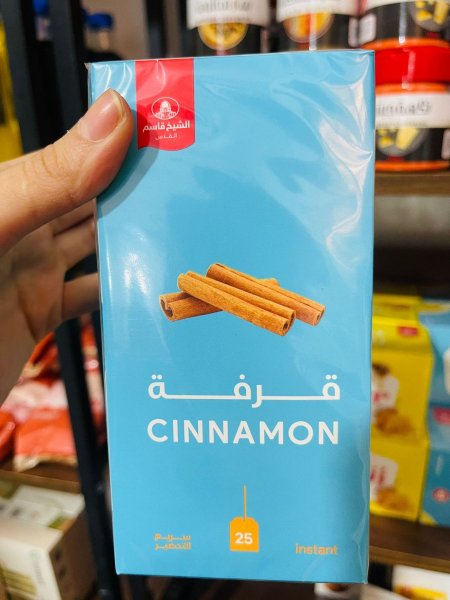 الشيخ قاسم
القدس
قرفة
CINNAMON
سريع
التحضير
25
instant